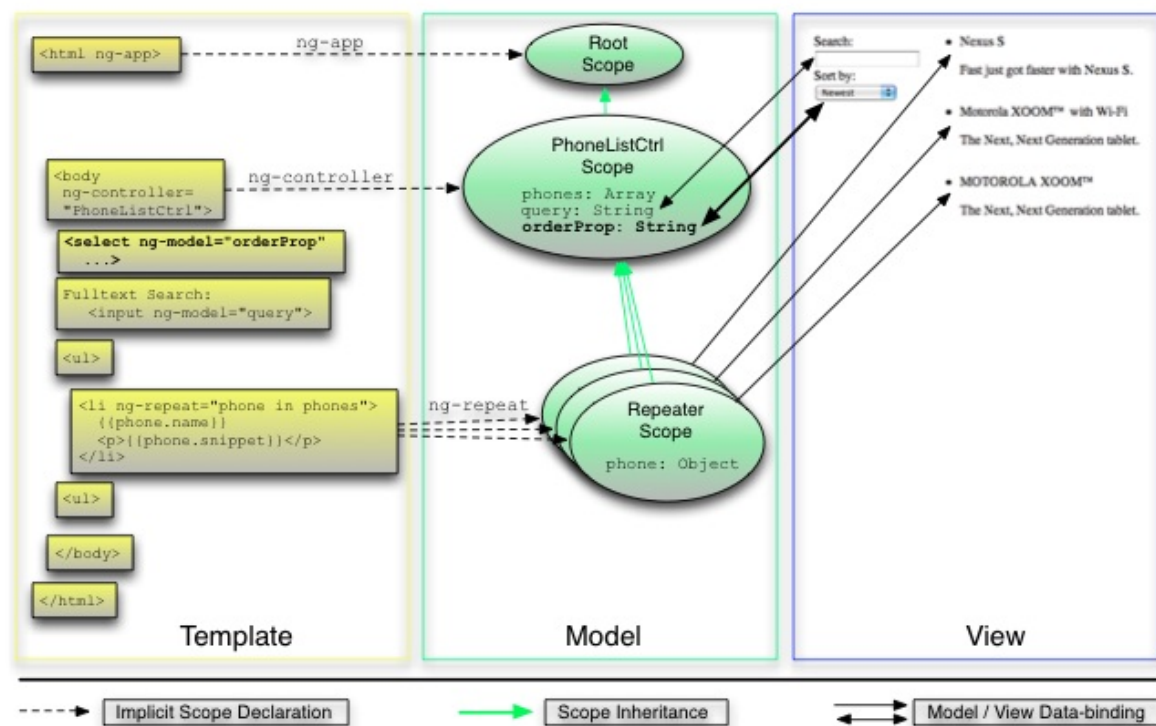 <html ng-app>
ng-app
<body
ng-controller=
"PhoneListCtrl">
ng-controller
<select ng-model="orderProp"
...>
Fulltext Search:
<input ng-model="query">
<ul>
<li ng-repeat="phone in phones">
{{phone.name}}
<p>{{phone.snippet}}</p>
</li>
ng-repeat
<ul>
</body>
</html>
Template
Root
Scope
PhoneListCtrl
Scope
phones: Array
query: String
orderProp: String
Repeater
Scope
phone: Object
Model
Search:
Sort by:
Newest
• Nexus S
Fast just got faster with Nexus S.
• Motorola XOOM™ with Wi-Fi
The Next, Next Generation tablet.
• MOTOROLA XOOM™
The Next, Next Generation tablet.
View
Implicit Scope Declaration
Scope Inheritance
Model / View Data-binding